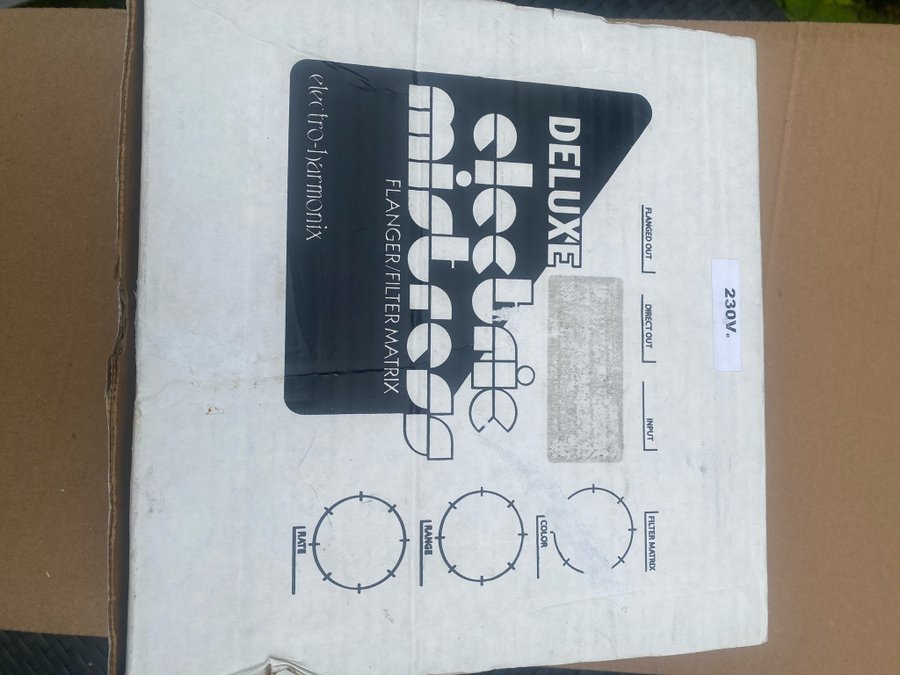 230V.
FLANGED OUT
DIRECT OUT
INPUT
FILTER MATRIX
DELUXE
electric
mistress
FLANGER/FILTER MATRIX
electro-harmonix
COLOR
RANGE
RATE